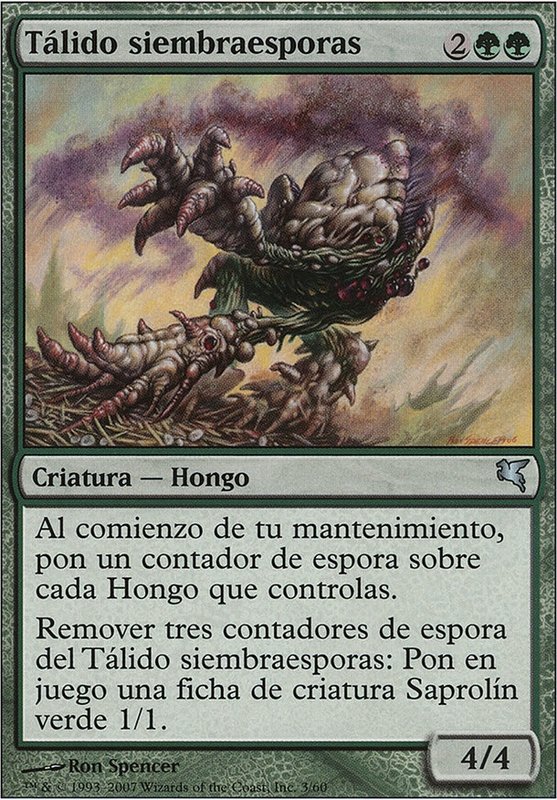 Tálido siembraesporas 2
Criatura — Hongo
Al comienzo de tu mantenimiento,
pon un contador de espora sobre
cada Hongo que controlas.
Remover tres contadores de espora
del Tálido siembraesporas: Pon en
juego una ficha de criatura Saprolín
verde 1/1.
4/4
Ron Spencer
™ & © 1993-2007 Wizards of the Coast, Inc. 3/60